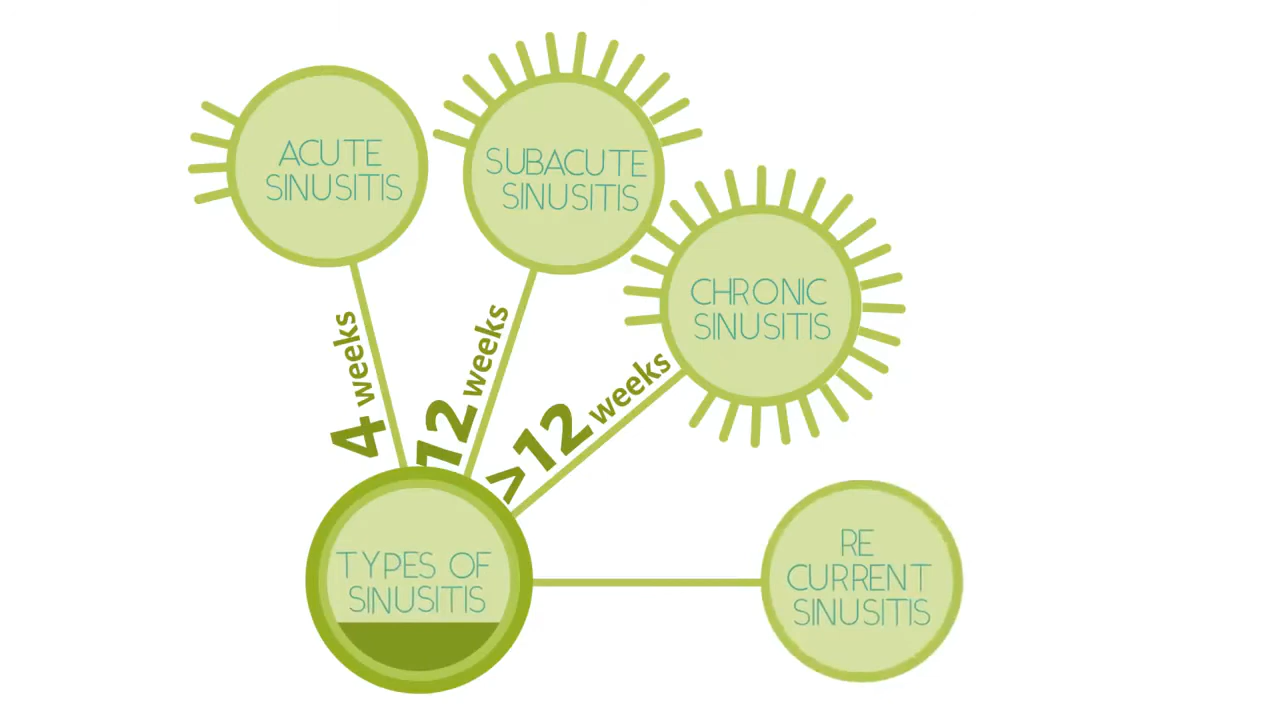 ACUTE
SINUSITIS
SUBACUTE
SINUSITIS
CHRONIC
SINUSITIS
4 weeks
12 weeks
>12 weeks
TYPES OF
SINUSITIS
RE
CURRENT
SINUSITIS